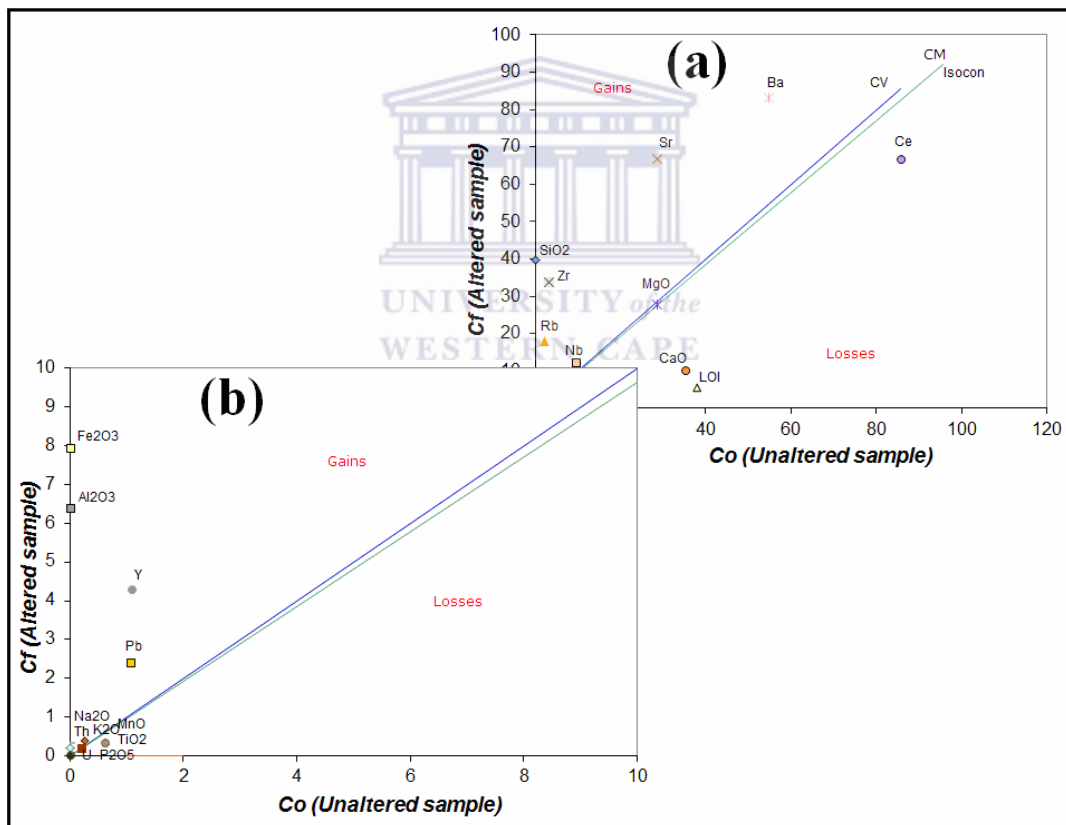 100
(a)
CM
90
Gains
Ba
CV
Isocon
80
70
Sr
Ce
60
Cf (Altered sample)
50
40
SiO2
Zr
30
MgO
UNIVERSITY of the
20
Rb
WESTERN CAPE
Nb
CaO
Losses
10
LOI
40
60
80
100
120
Co (Unaltered sample)
10
(b)
9
8
Fe2O3
Gains
7
Al2O3
6
Cf (Altered sample)
5
Y
4
Losses
3
Pb
2
1
Na2O
MnO
Th
K2O
TiO2
0
U
P2O5
0
2
4
6
8
10
Co (Unaltered sample)